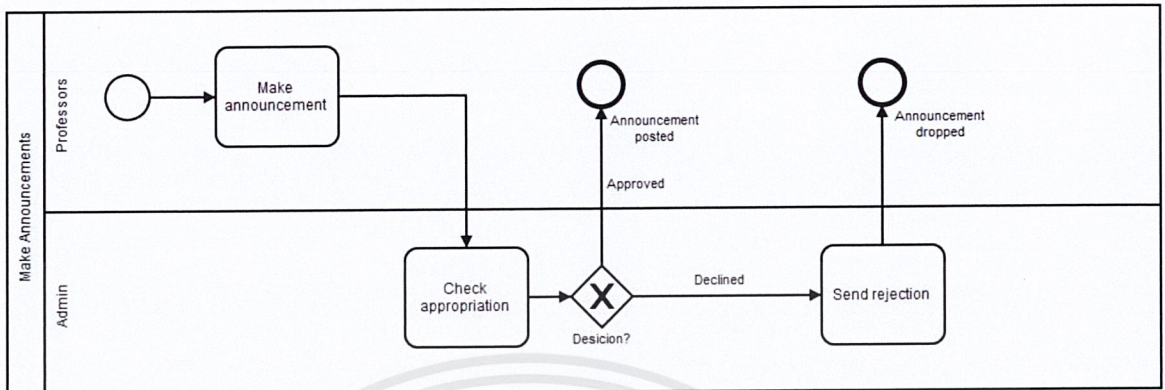 Make Announcements
Professors
Make
announcement
Announcement
posted
Announcement
dropped
Approved
Admin
Check
appropriation
Desicion?
Declined
Send rejection